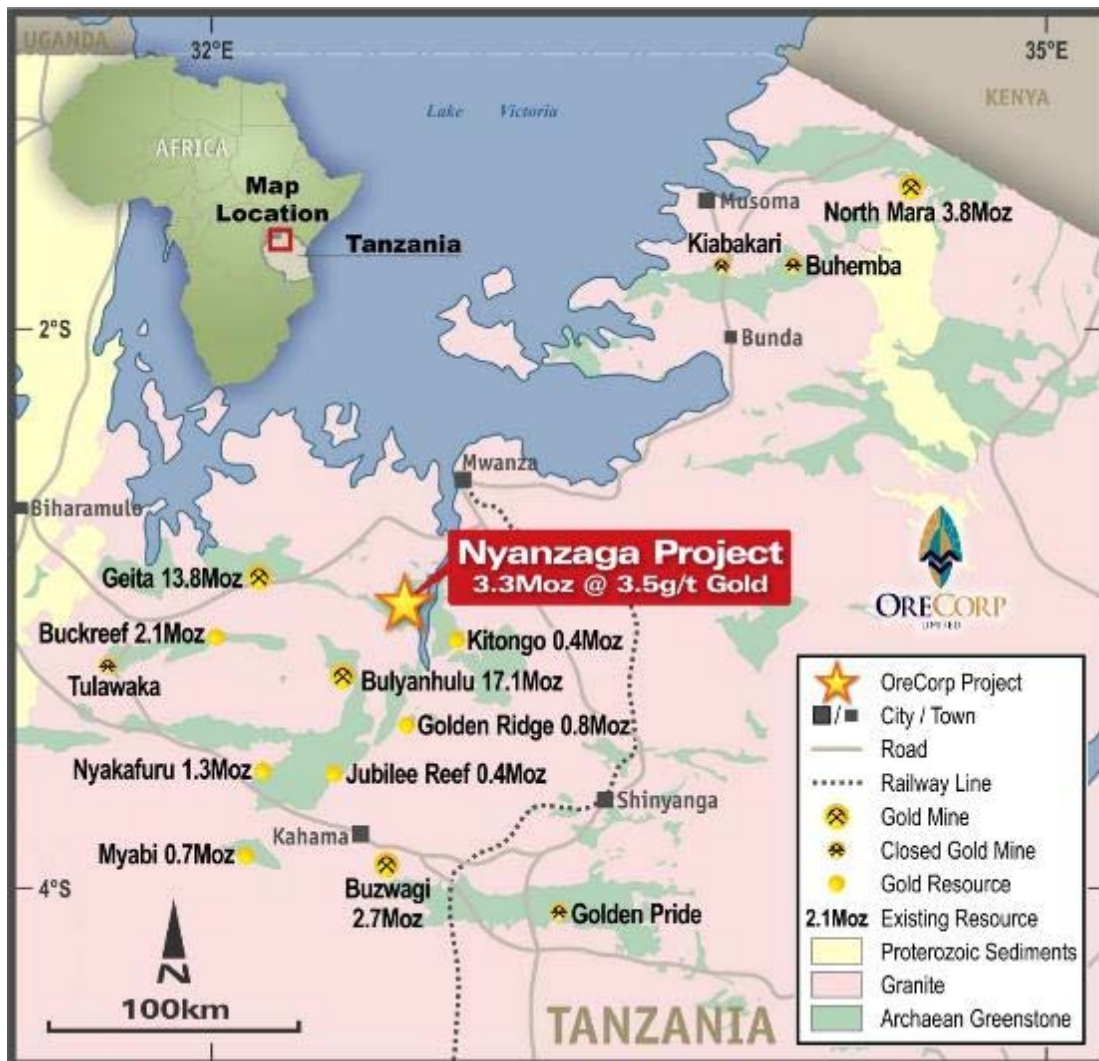 UGANDA
32°E
35°E
KENYA
Lake Victoria
AFRICA
Map
Location
Tanzania
Musoma
North Mara 3.8Moz
Kiabakari
Buhemba
2°S
Bunda
Mwanza
Biharamulo
Nyanzaga Project
3.3Moz @ 3.5g/t Gold
ORECORP
LIMITED
Geita 13.8Moz
Buckreef 2.1Moz
Kitongo 0.4Moz
Tulawaka
Bulyanhulu 17.1Moz
Golden Ridge 0.8Moz
Nyakafuru 1.3Moz
Jubilee Reef 0.4Moz
Shinyanga
Kahama
Myabi 0.7Moz
Buzwagi
2.7Moz
4°S
Golden Pride
N
100km
TANZANIA
OreCorp Project
/ City / Town
Road
Railway Line
Gold Mine
Closed Gold Mine
Gold Resource
2.1Moz Existing Resource
Proterozoic Sediments
Granite
Archaean Greenstone